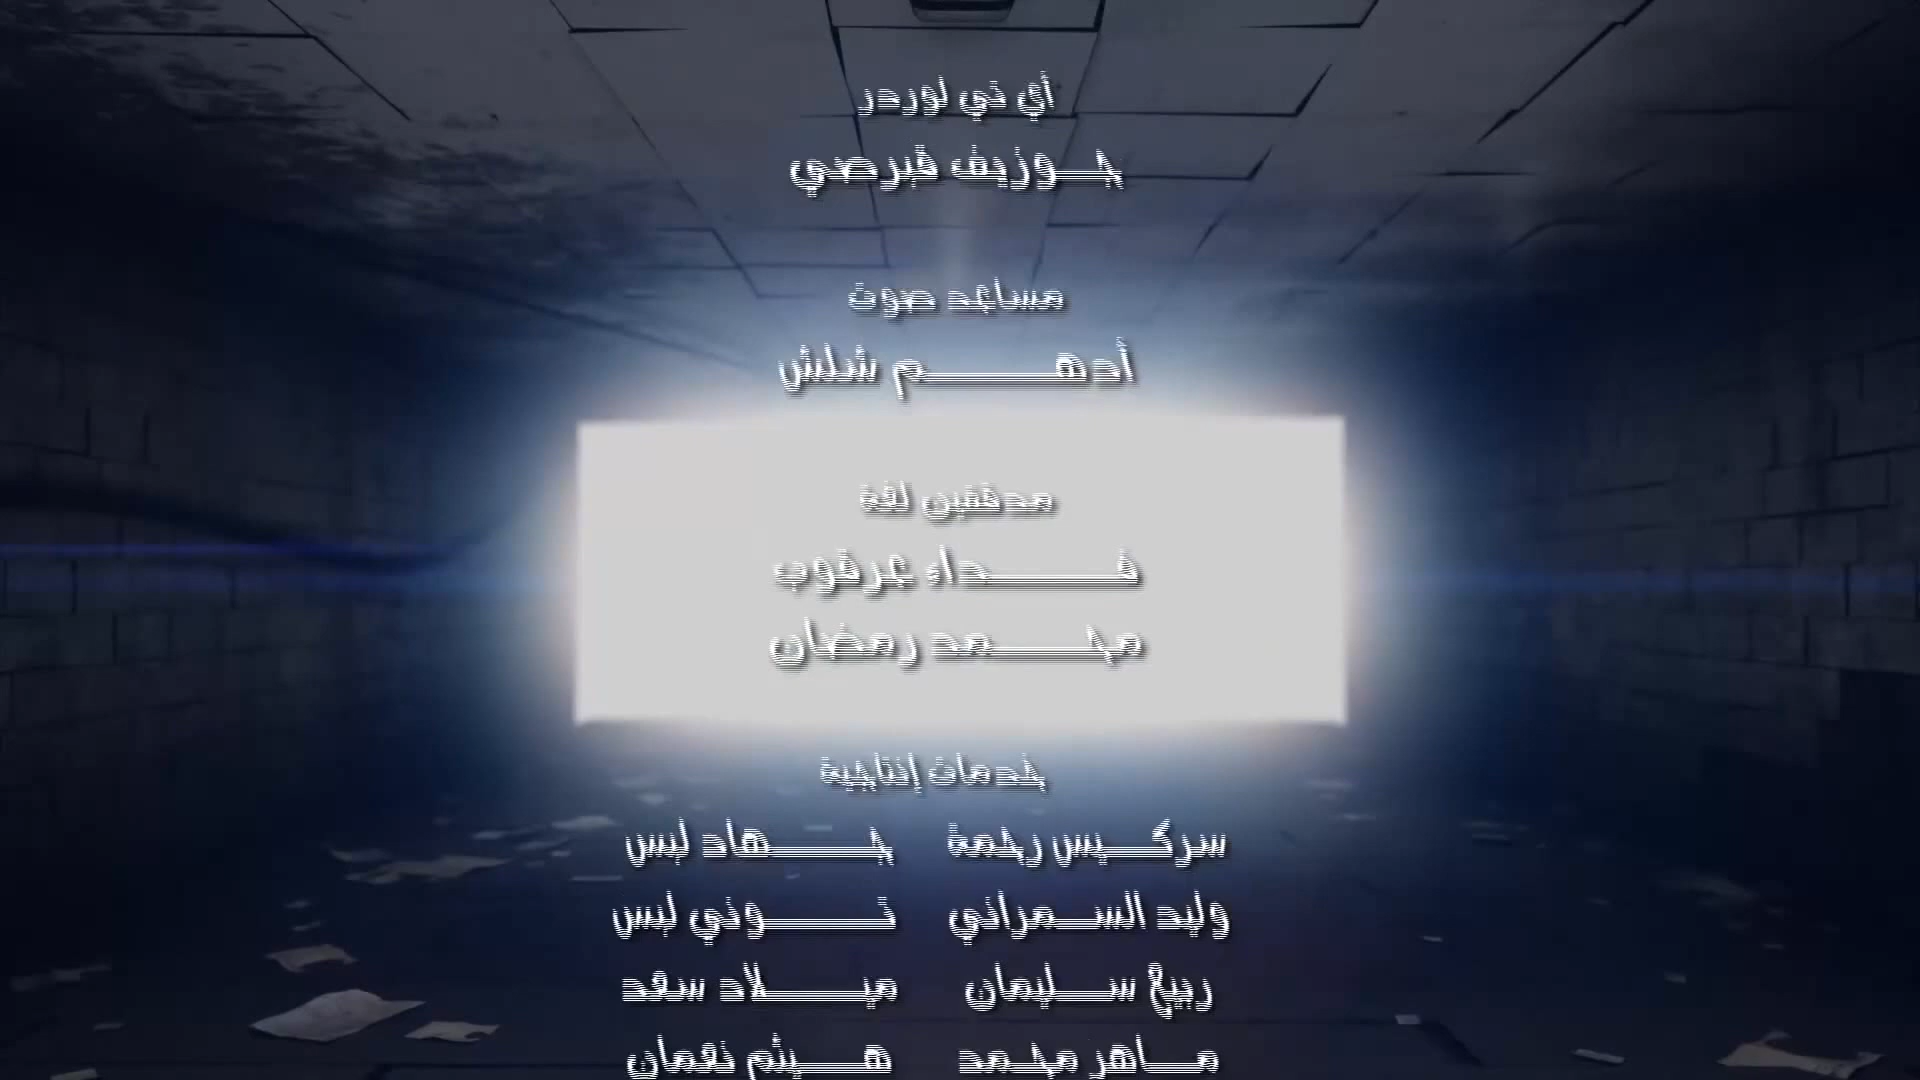 أي تي لوردر
جوزيف قبرصي
مساعد صوت
أدهم شلش
مدققين لغة
فداء عرقوب
محمد رمضان
خدمات إنتاجية
سركيس رحمة جهاد لبس
وليد السمراني توني لبس
ربيع سليمان ميلاد سعد
ماهر محمد هيثم نعمان